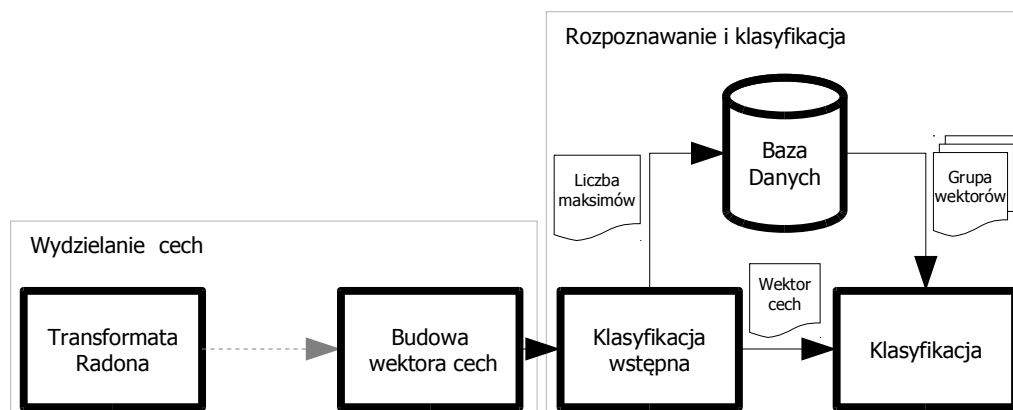 Rozpoznawanie i klasyfikacja
Baza
Danych
Liczba
maksimów
Grupa
wektorów
Wydzielanie cech
Wektor
cech
Transformata
Radona
Budowa
wektora cech
Klasyfikacja
wstępna
Klasyfikacja